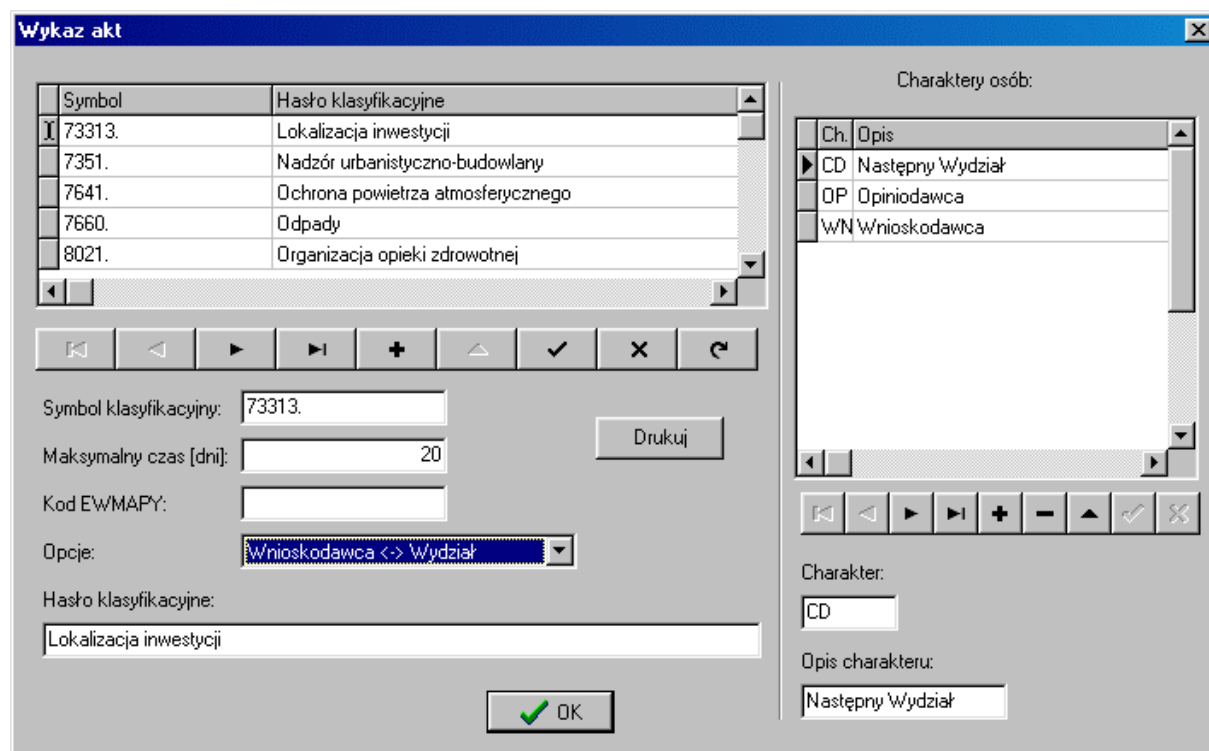 Wykaz akt
Symbol Hasło klasyfikacyjne
73313. Lokalizacja inwestycji
7351. Nadzór urbanistyczno-budowlany
7641. Ochrona powietrza atmosferycznego
7660. Odpady
8021. Organizacja opieki zdrowotnej
Symbol klasyfikacyjny: 73313.
Maksymalny czas [dni]: 20
Drukuj
Kod EWMAPY:
Opcje: Wnioskodawca <-> Wydział
Hasło klasyfikacyjne:
Lokalizacja inwestycji
OK
Charaktery osób:
Ch. Opis
CD Następny Wydział
OP Opiniodawca
WN Wnioskodawca
Charakter:
CD
Opis charakteru:
Następny Wydział